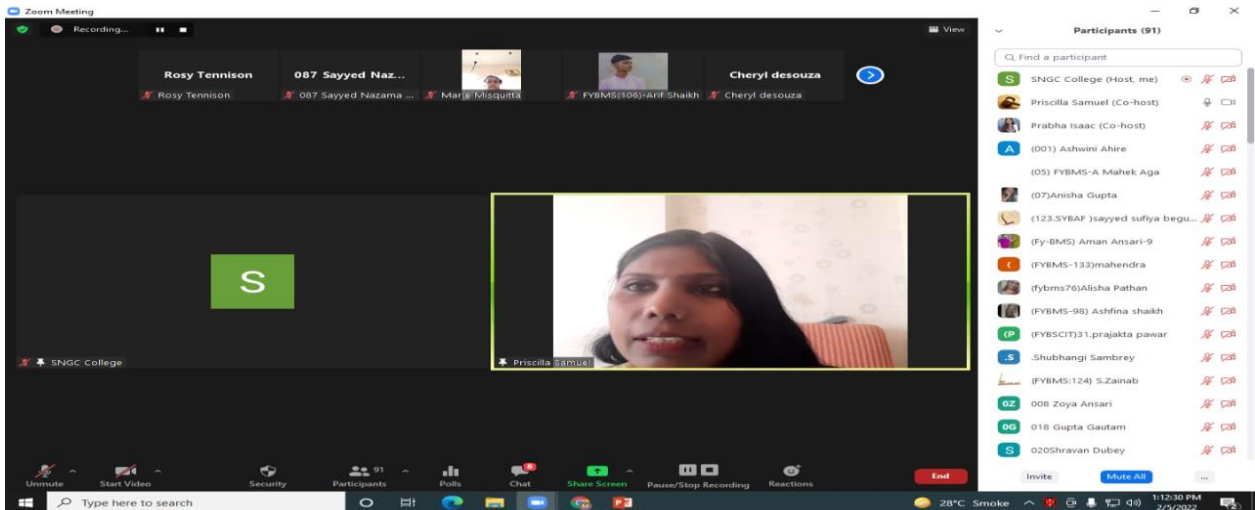 Zoom Meeting
Recording...
View
Participants (91)
Rosy Tennison
087 Sayyed Naz...
Cheryl desouza
Rosy Tennison
087 Sayyed Nazama ...
Marie Misquitta
FYBMS(106)-Arif Shaikh
Cheryl desouza
Find a participant
S SNGC College (Host, me)
Priscilla Samuel (Co-host)
Prabha Isaac (Co-host)
A (001) Ashwini Ahire
(05) FYBMS-A Mahek Aga
(07)Anisha Gupta
(123.SYBAF )sayyed sufiya begu...
(Fy-BMS) Aman Ansari-9
( (FYBMS-133)mahendra
(fybms76)Alisha Pathan
(FYBMS-98) Ashfina shaikh
(P (FYBSCIT)31.prajakta pawar
.S .Shubhangi Sambrey
(FYBMS:124) S.Zainab
0Z 008 Zoya Ansari
0G 018 Gupta Gautam
S 020Shravan Dubey
S
SNGC College
Priscilla Samuel
Unmute
Start Video
Security
91
Participants
Polls
8
Chat
Share Screen
Pause/Stop Recording
Reactions
End
Invite
Mute All
...
Type here to search
28°C Smoke
1:12:30 PM
2/5/2022